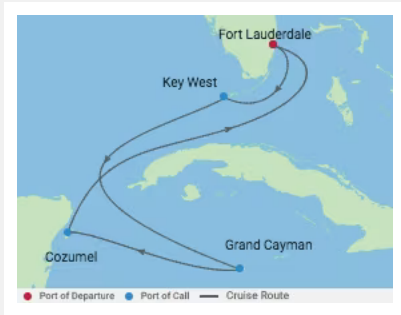 Fort Lauderdale
Key West
Grand Cayman
Cozumel
Port of Departure Port of Call Cruise Route